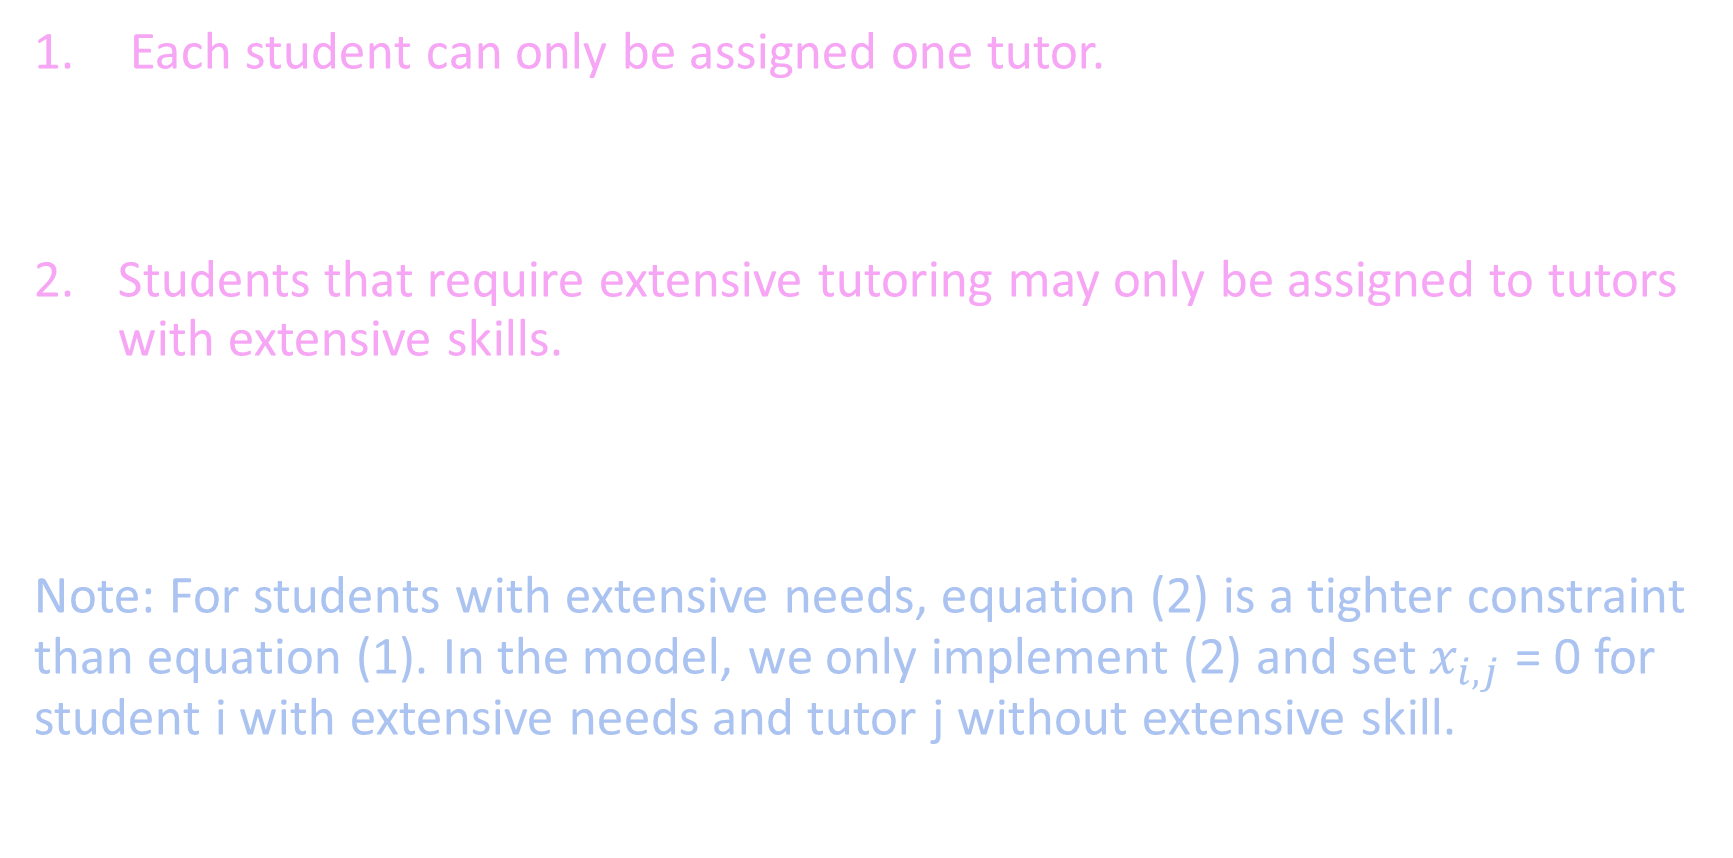 1. Each student can only be assigned one tutor.
2. Students that require extensive tutoring may only be assigned to tutors
with extensive skills.
Note: For students with extensive needs, equation (2) is a tighter constraint
than equation (1). In the model, we only implement (2) and set 𝑥𝑖,𝑗 = 0 for
student i with extensive needs and tutor j without extensive skill.